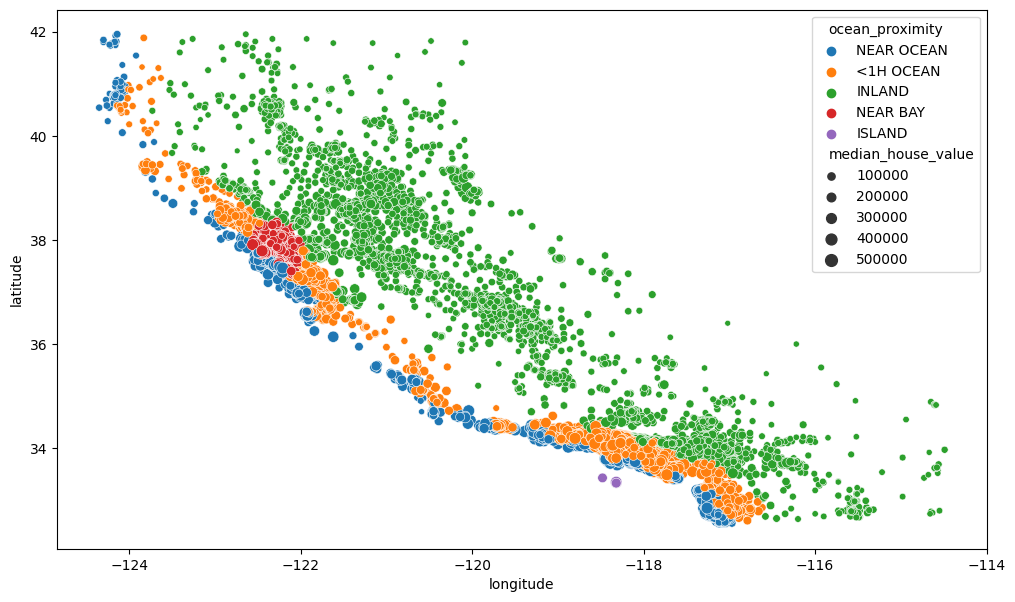 ocean_proximity
NEAR OCEAN
<1H OCEAN
INLAND
NEAR BAY
ISLAND
median_house_value
100000
200000
300000
400000
500000
latitude
42
40
38
36
34
−124
−122
−120
−118
−116
−114
longitude